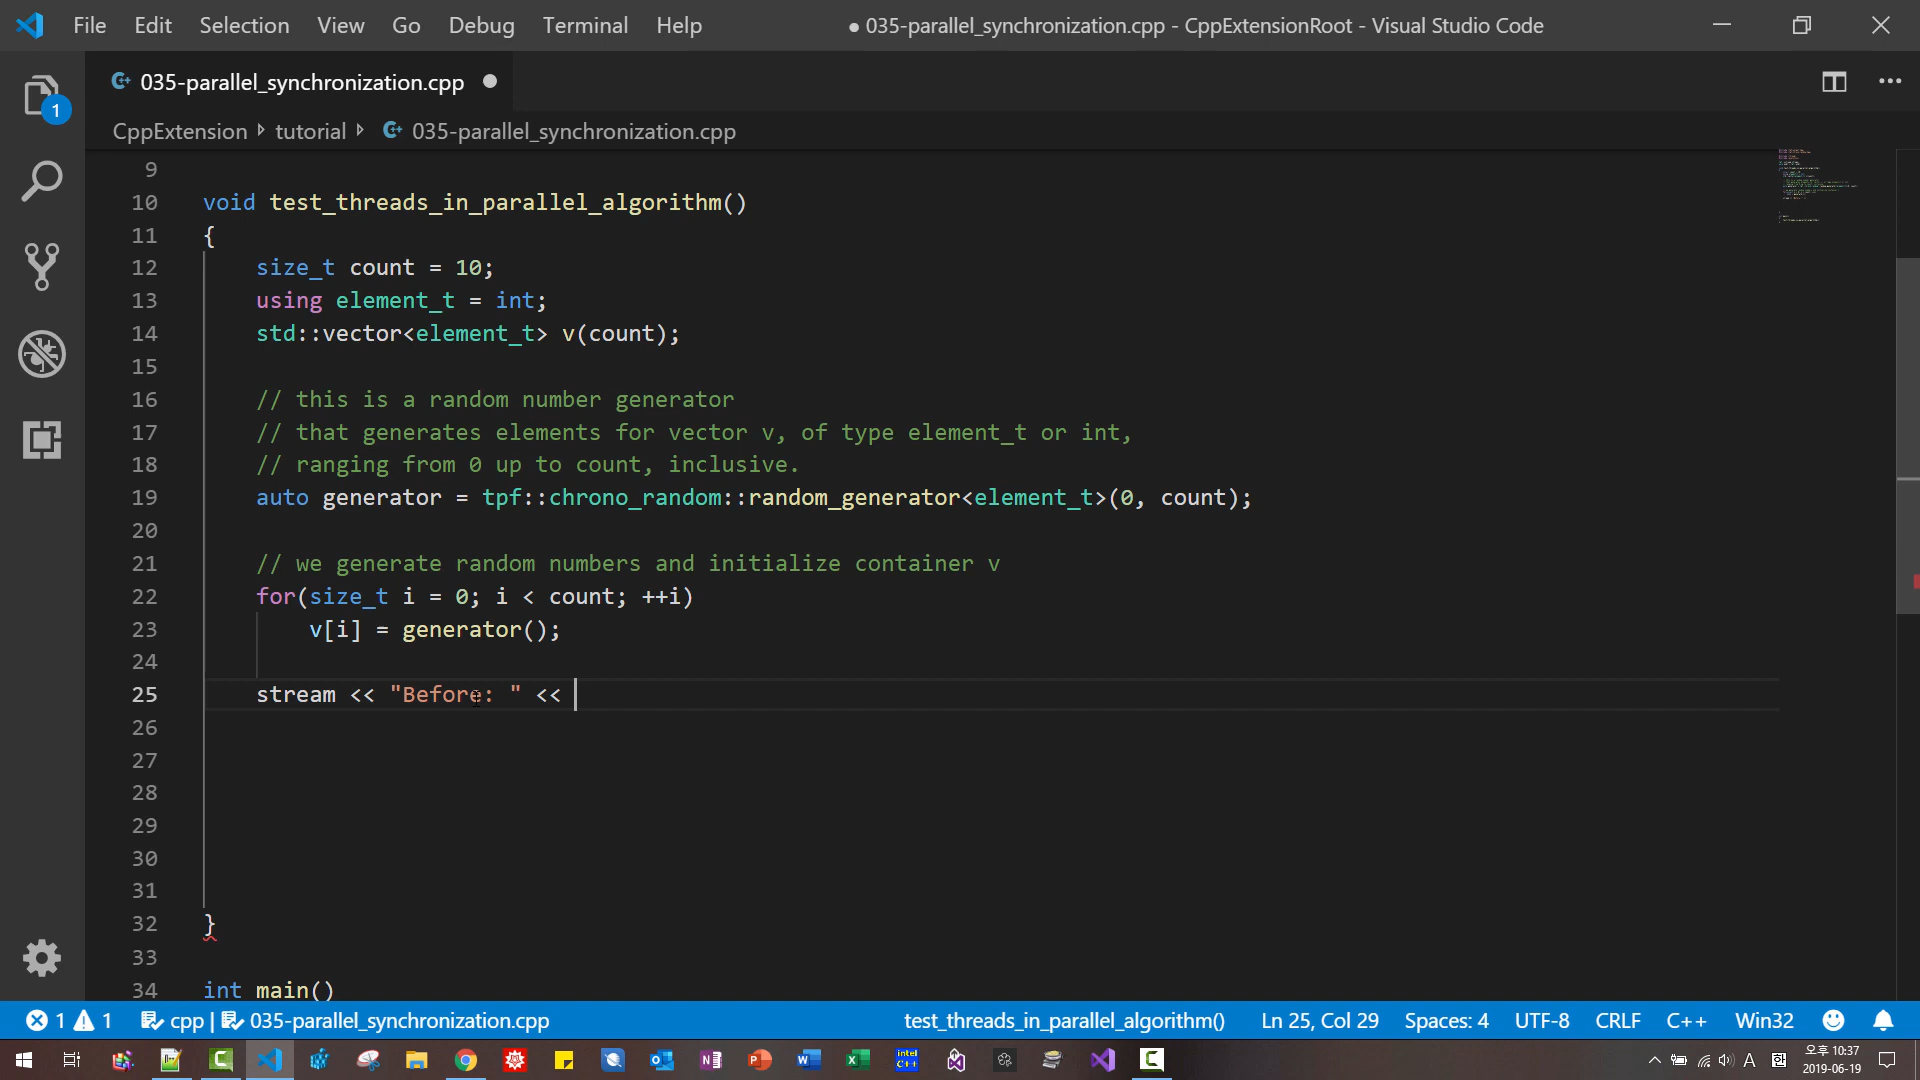 File Edit Selection View Go Debug Terminal Help ● 035-parallel_synchronization.cpp - CppExtensionRoot - Visual Studio Code
035-parallel_synchronization.cpp
1
CppExtension tutorial 035-parallel_synchronization.cpp
9
10 void test_threads_in_parallel_algorithm()
11 {
12 size_t count = 10;
13 using element_t = int;
14 std::vector<element_t> v(count);
15
16 // this is a random number generator
17 // that generates elements for vector v, of type element_t or int,
18 // ranging from 0 up to count, inclusive.
19 auto generator = tpf::chrono_random::random_generator<element_t>(0, count);
20
21 // we generate random numbers and initialize container v
22 for(size_t i = 0; i < count; ++i)
23 v[i] = generator();
24
25 stream << "Before: " <<
26
27
28
29
30
31
32 }
33
34 int main()
1 1 cpp | 035-parallel_synchronization.cpp test_threads_in_parallel_algorithm() Ln 25, Col 29 Spaces: 4 UTF-8 CRLF C++ Win32
A 오후 10:37
2019-06-19